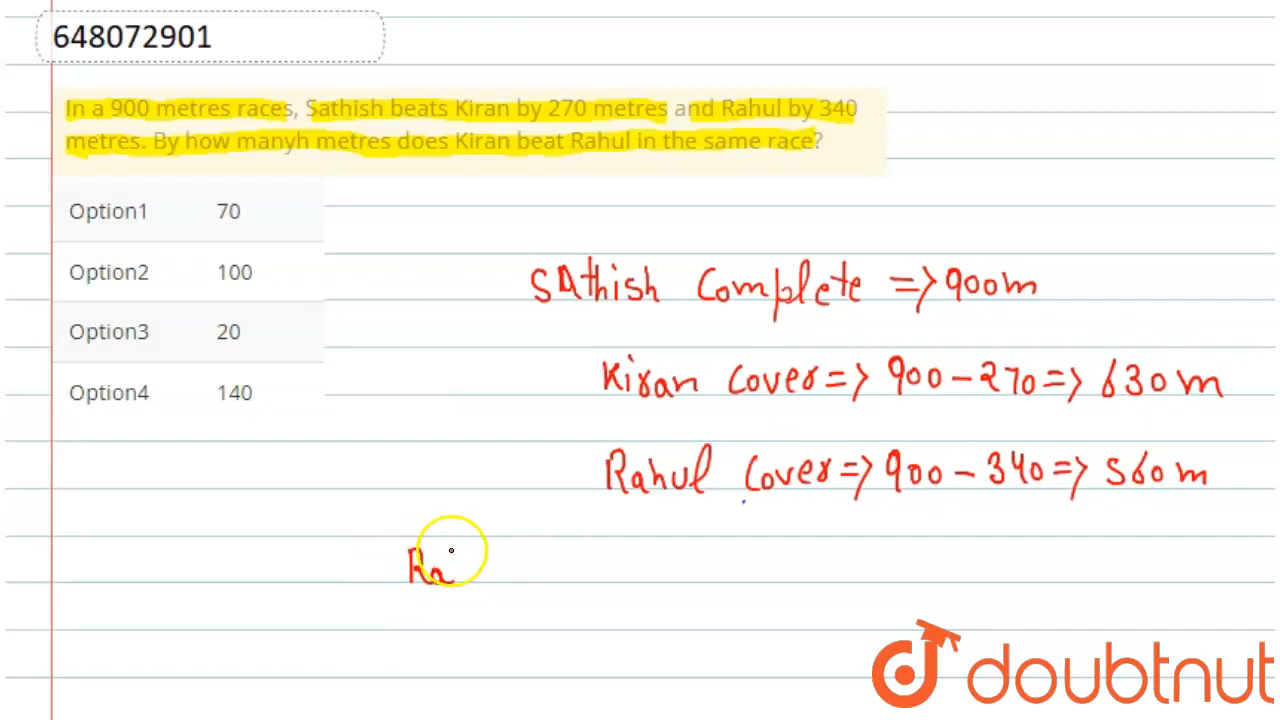 648072901
In a 900 metres races, Sathish beats Kiran by 270 metres and Rahul by 340
metres. By how manyh metres does Kiran beat Rahul in the same race?
Option1 70
Option2 100
Option3 20
Option4 140
SAthish Complete => 900m
Kiran Cover => 900 - 270 => 630 m
Rahul Cover => 900 - 340 => 560 m
Ra
doubtnut